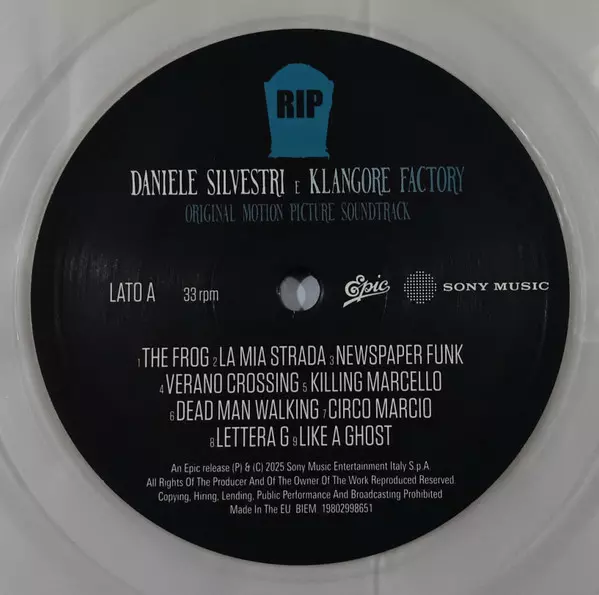 RIP
DANIELE SILVESTRI E KLANGORE FACTORY
ORIGINAL MOTION PICTURE SOUNDTRACK
LATO A 33 rpm Epic SONY MUSIC
1 THE FROG 2 LA MIA STRADA 3 NEWSPAPER FUNK
4 VERANO CROSSING 5 KILLING MARCELLO
6 DEAD MAN WALKING 7 CIRCO MARCIO
8 LETTERA G 9 LIKE A GHOST
An Epic release (P) & (C) 2025 Sony Music Entertainment Italy S.p.A.
All Rights Of The Producer And Of The Owner Of The Work Reproduced Reserved.
Copying, Hiring, Lending, Public Performance And Broadcasting Prohibited
Made In The EU BIEM 19802998651